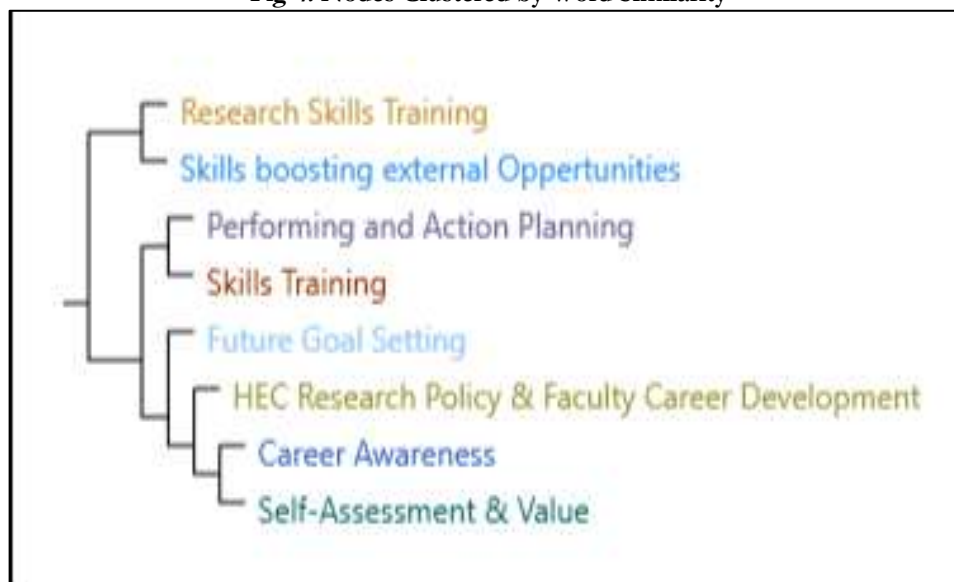 Fig 4: Nodes Clustered by Word Similarity
Research Skills Training
Skills boosting external Oppertunities
Performing and Action Planning
Skills Training
Future Goal Setting
HEC Research Policy & Faculty Career Development
Career Awareness
Self-Assessment & Value